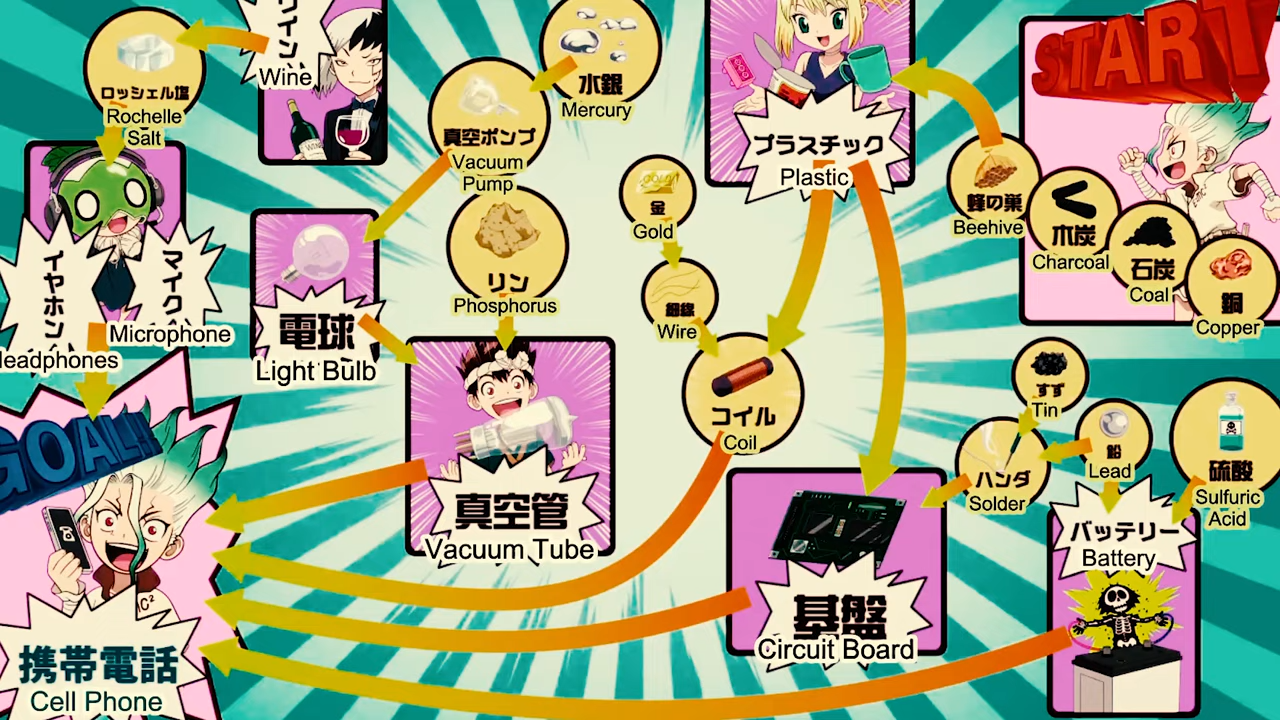 ロッシェル塩
Rochelle
Salt
イン
Wine
WINE
水銀
Mercury
真空ポンプ
Vacuum
Pump
プラスチック
Plastic
START
蜂の巣
Beehive
木炭
Charcoal
石炭
Coal
銅
Copper
イヤホン
マイク
Microphone
eadphones
電球
Light Bulb
リン
Phosphorus
金
Gold
細線
Wire
コイル
Coil
すず
Tin
鉛
Lead
ハンダ
Solder
硫酸
Sulfuric
Acid
バッテリー
Battery
GOAL!!
真空管
Vacuum Tube
基盤
Circuit Board
携帯電話
Cell Phone